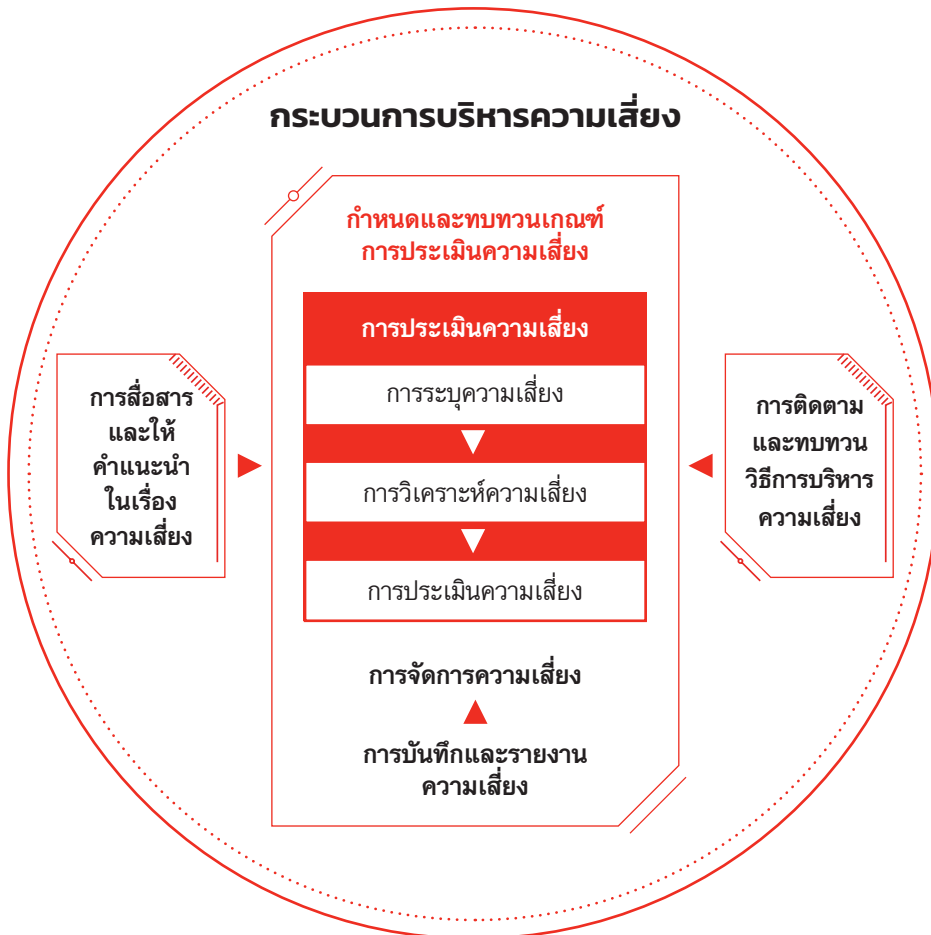 กระบวนการบริหารความเสี่ยง
กำหนดและทบทวนเกณฑ์
การประเมินความเสี่ยง
การประเมินความเสี่ยง
การระบุความเสี่ยง
การวิเคราะห์ความเสี่ยง
การประเมินความเสี่ยง
การจัดการความเสี่ยง
การบันทึกและรายงาน
ความเสี่ยง
การสื่อสาร
และให้
คำแนะนำ
ในเรื่อง
ความเสี่ยง
การติดตาม
และทบทวน
วิธีการบริหาร
ความเสี่ยง